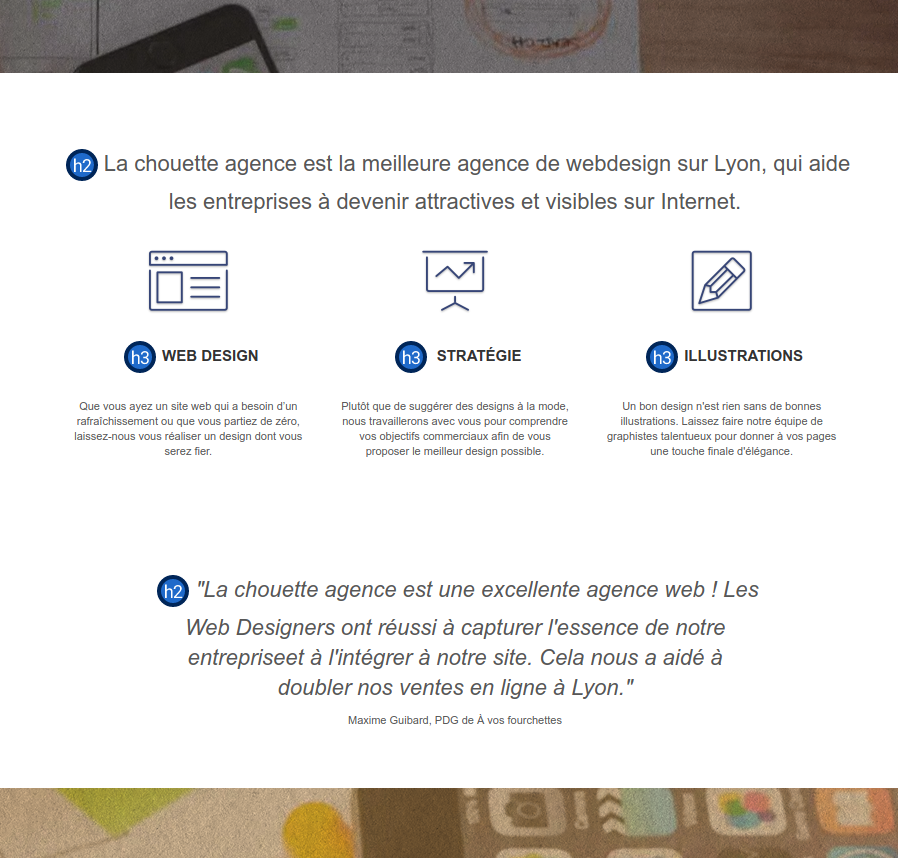 h2 La chouette agence est la meilleure agence de webdesign sur Lyon, qui aide
les entreprises à devenir attractives et visibles sur Internet.
h3 WEB DESIGN
Que vous ayez un site web qui a besoin d'un
rafraîchissement ou que vous partiez de zéro,
laissez-nous vous réaliser un design dont vous
serez fier.
h3 STRATÉGIE
Plutôt que de suggérer des designs à la mode,
nous travaillerons avec vous pour comprendre
vos objectifs commerciaux afin de vous
proposer le meilleur design possible.
h3 ILLUSTRATIONS
Un bon design n'est rien sans de bonnes
illustrations. Laissez faire notre équipe de
graphistes talentueux pour donner à vos pages
une touche finale d'élégance.
h2 "La chouette agence est une excellente agence web ! Les
Web Designers ont réussi à capturer l'essence de notre
entrepriseet à l'intégrer à notre site. Cela nous a aidé à
doubler nos ventes en ligne à Lyon."
Maxime Guibard, PDG de À vos fourchettes